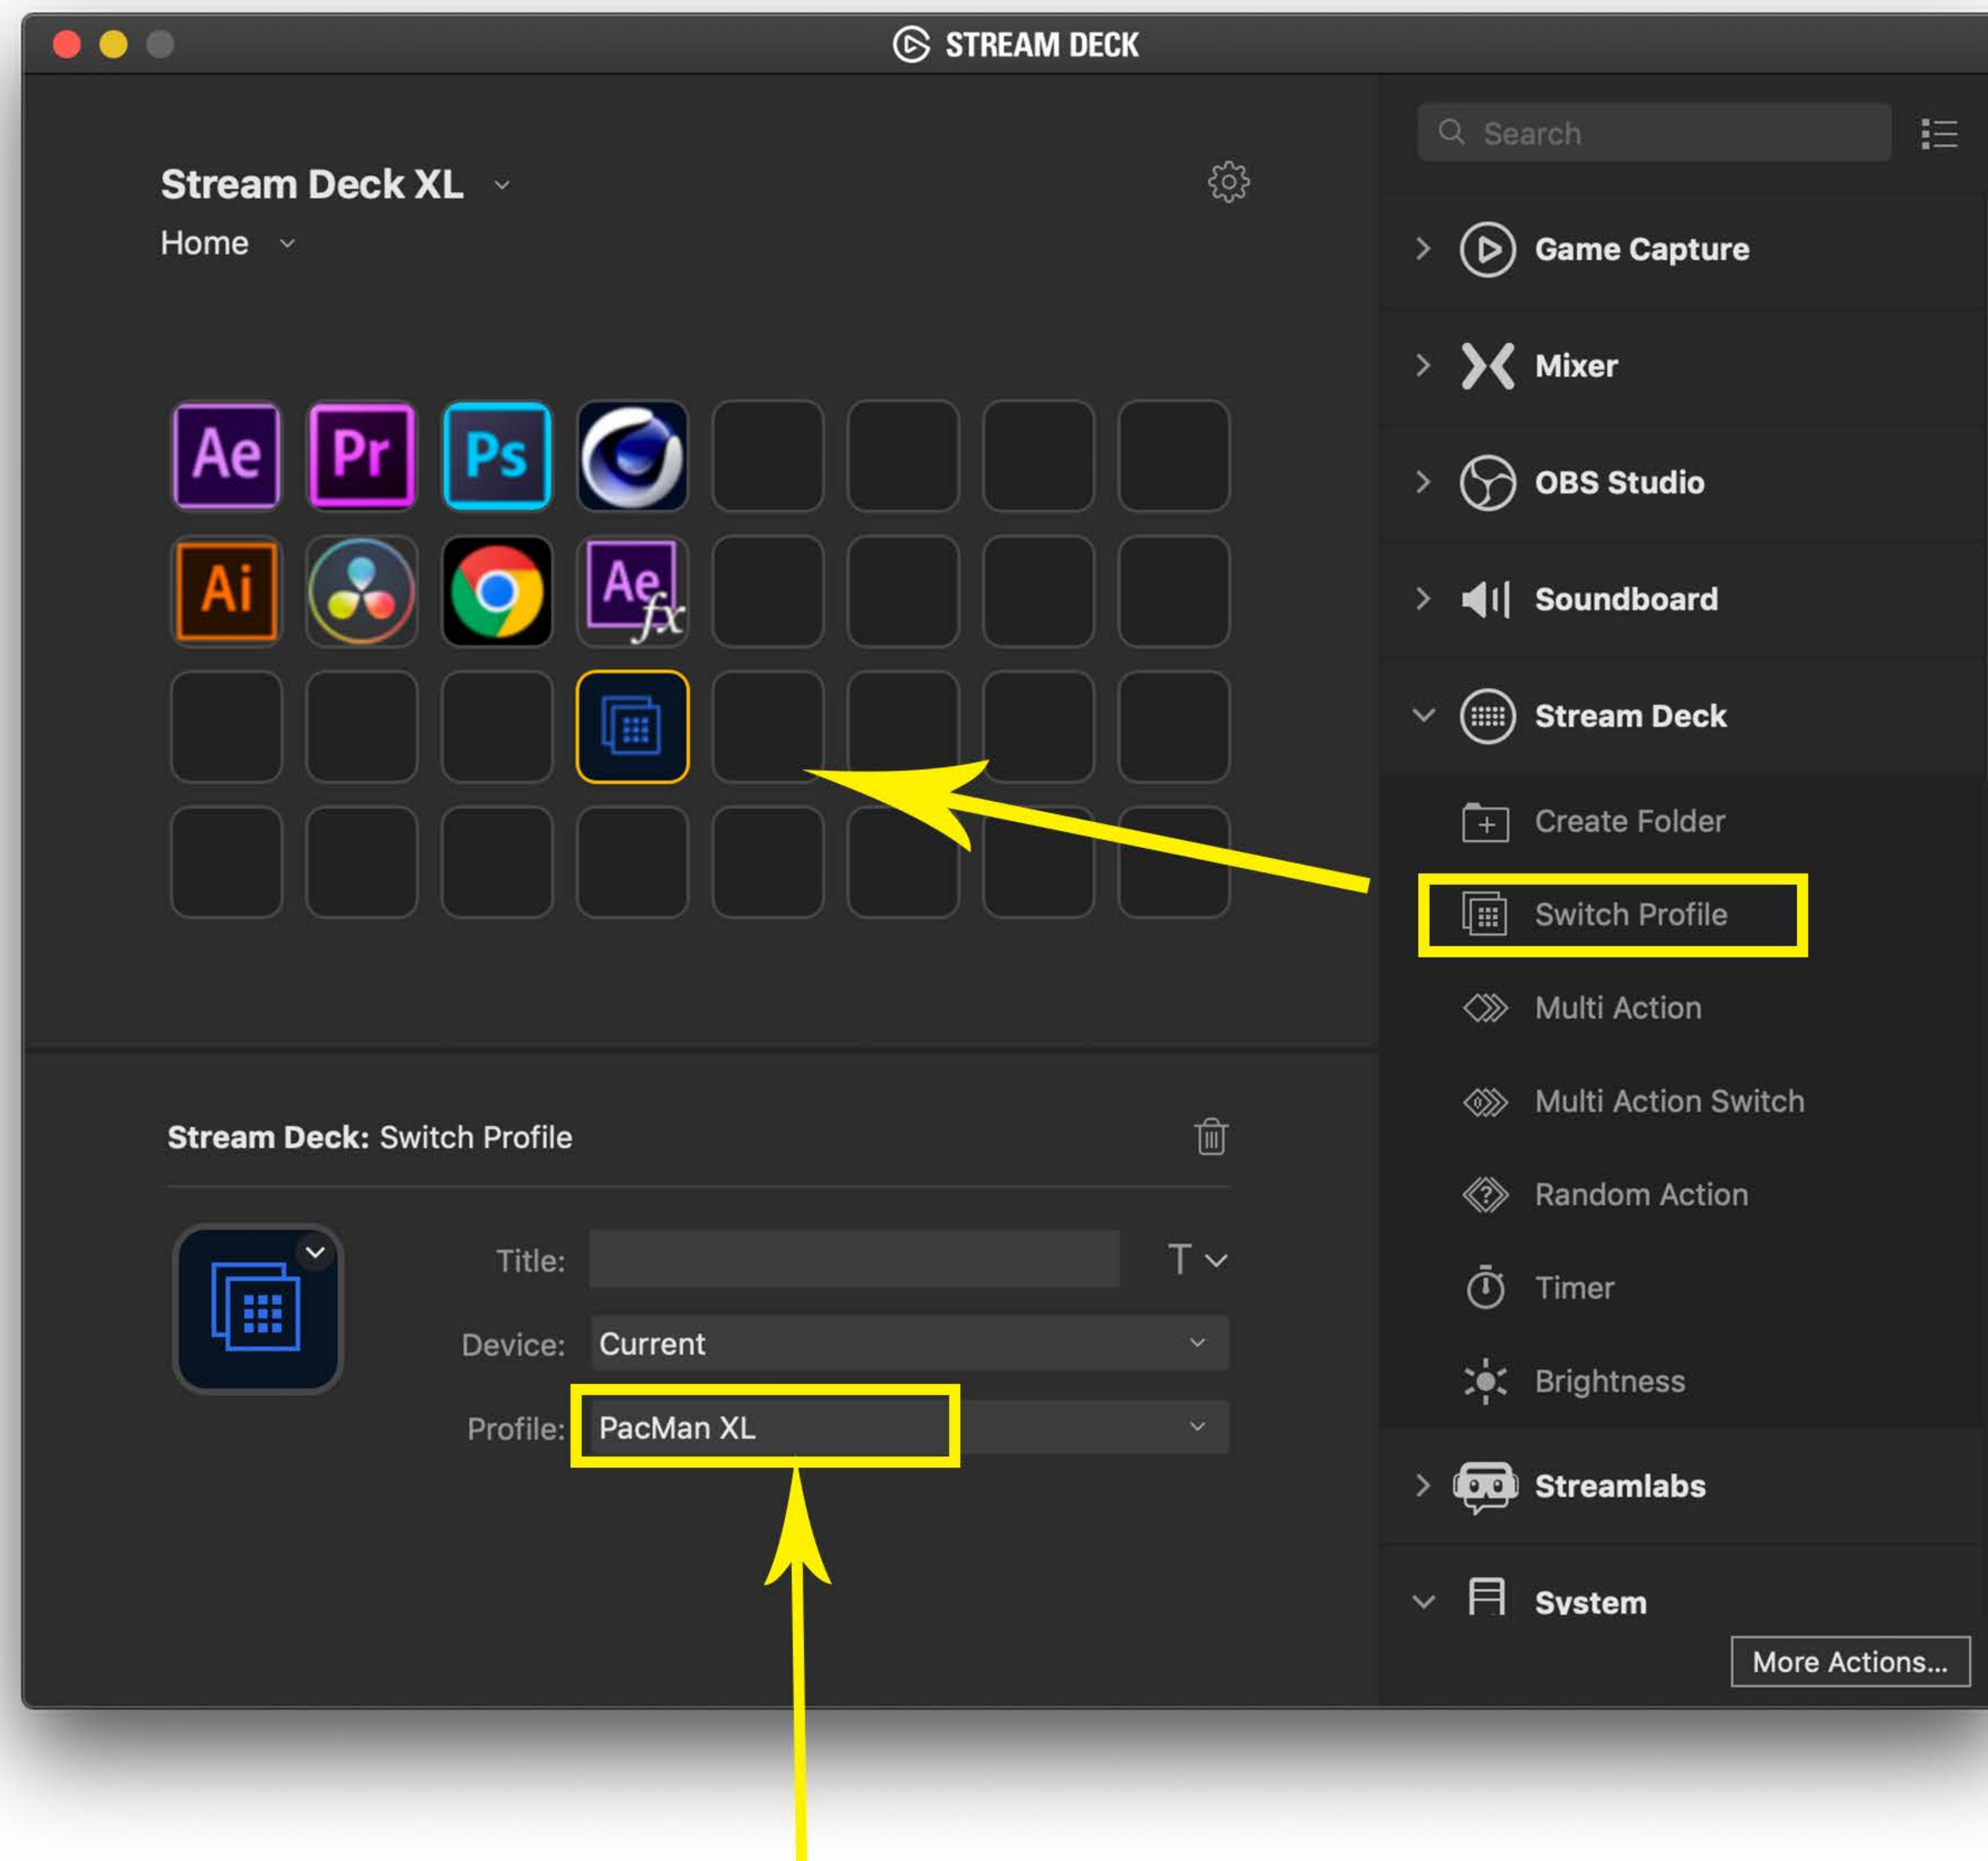 STREAM DECK
Search
Stream Deck XL
Home
Game Capture
Mixer
OBS Studio
Ae Pr Ps
Soundboard
Ai Ae fx
Stream Deck
Create Folder
Switch Profile
Multi Action
Multi Action Switch
Random Action
Timer
Brightness
Streamlabs
System
More Actions...
Stream Deck: Switch Profile
Title: T
Device: Current
Profile: PacMan XL